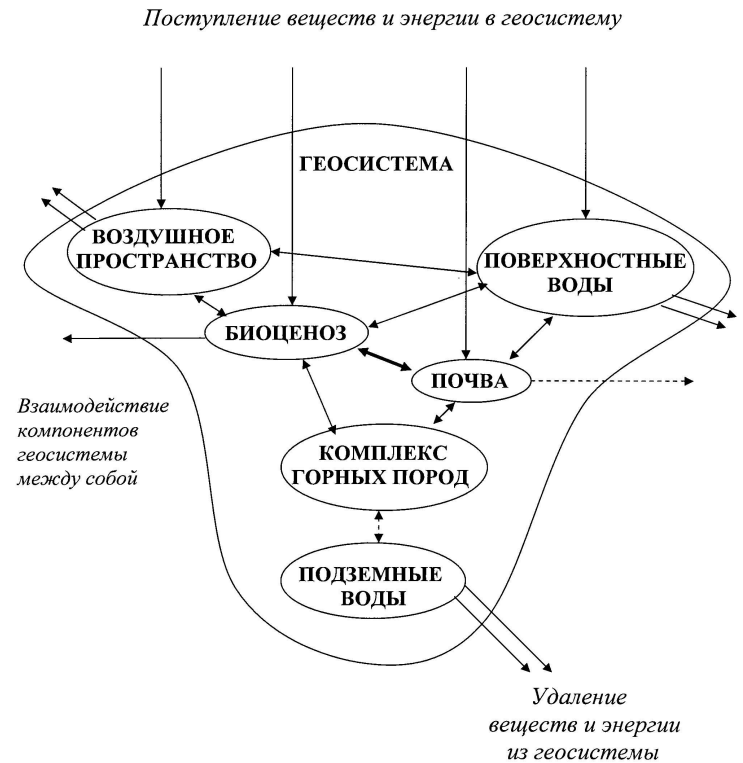 Поступление веществ и энергии в геосистему
ГЕОСИСТЕМА
ВОЗДУШНОЕ
ПРОСТРАНСТВО
ПОВЕРХНОСТНЫЕ
ВОДЫ
БИОЦЕНОЗ
ПОЧВА
Взаимодействие
компонентов
геосистемы
между собой
КОМПЛЕКС
ГОРНЫХ ПОРОД
ПОДЗЕМНЫЕ
ВОДЫ
Удаление
веществ и энергии
из геосистемы